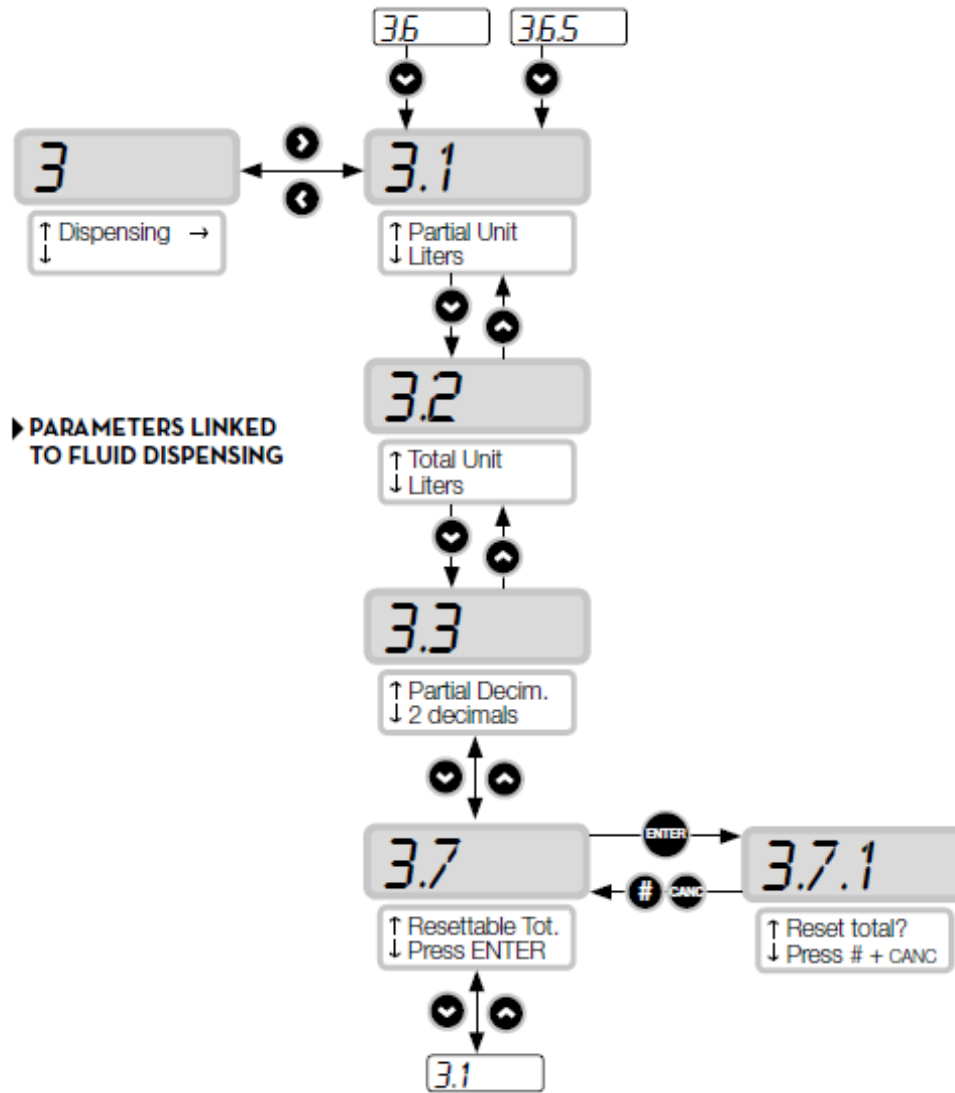 3.6
3.6.5
3
3.1
↑ Dispensing →
↓
↑ Partial Unit
↓ Liters
3.2
▶ PARAMETERS LINKED
TO FLUID DISPENSING
↑ Total Unit
↓ Liters
3.3
↑ Partial Decim.
↓ 2 decimals
3.7
ENTER
# CANC
3.7.1
↑ Resettable Tot.
↓ Press ENTER
↑ Reset total?
↓ Press # + CANC
3.1